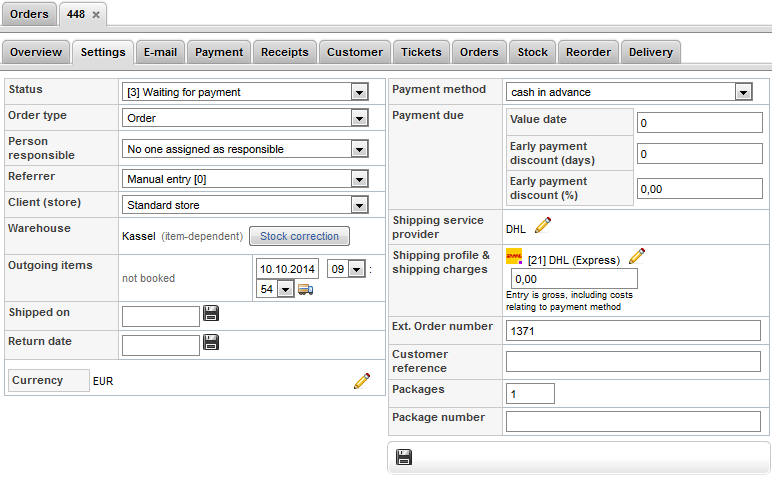 Orders 448
Overview Settings E-mail Payment Receipts Customer Tickets Orders Stock Reorder Delivery
Status [3] Waiting for payment
Order type Order
Person
responsible No one assigned as responsible
Referrer Manual entry [0]
Client (store) Standard store
Warehouse Kassel (item-dependent) Stock correction
Outgoing items not booked 10.10.2014 09 :
54
Shipped on
Return date
Currency EUR
Payment method cash in advance
Payment due Value date 0
Early payment
discount (days) 0
Early payment
discount (%) 0,00
Shipping service
provider DHL
Shipping profile &
shipping charges [21] DHL (Express)
0,00
Entry is gross, including costs
relating to payment method
Ext. Order number 1371
Customer
reference
Packages 1
Package number